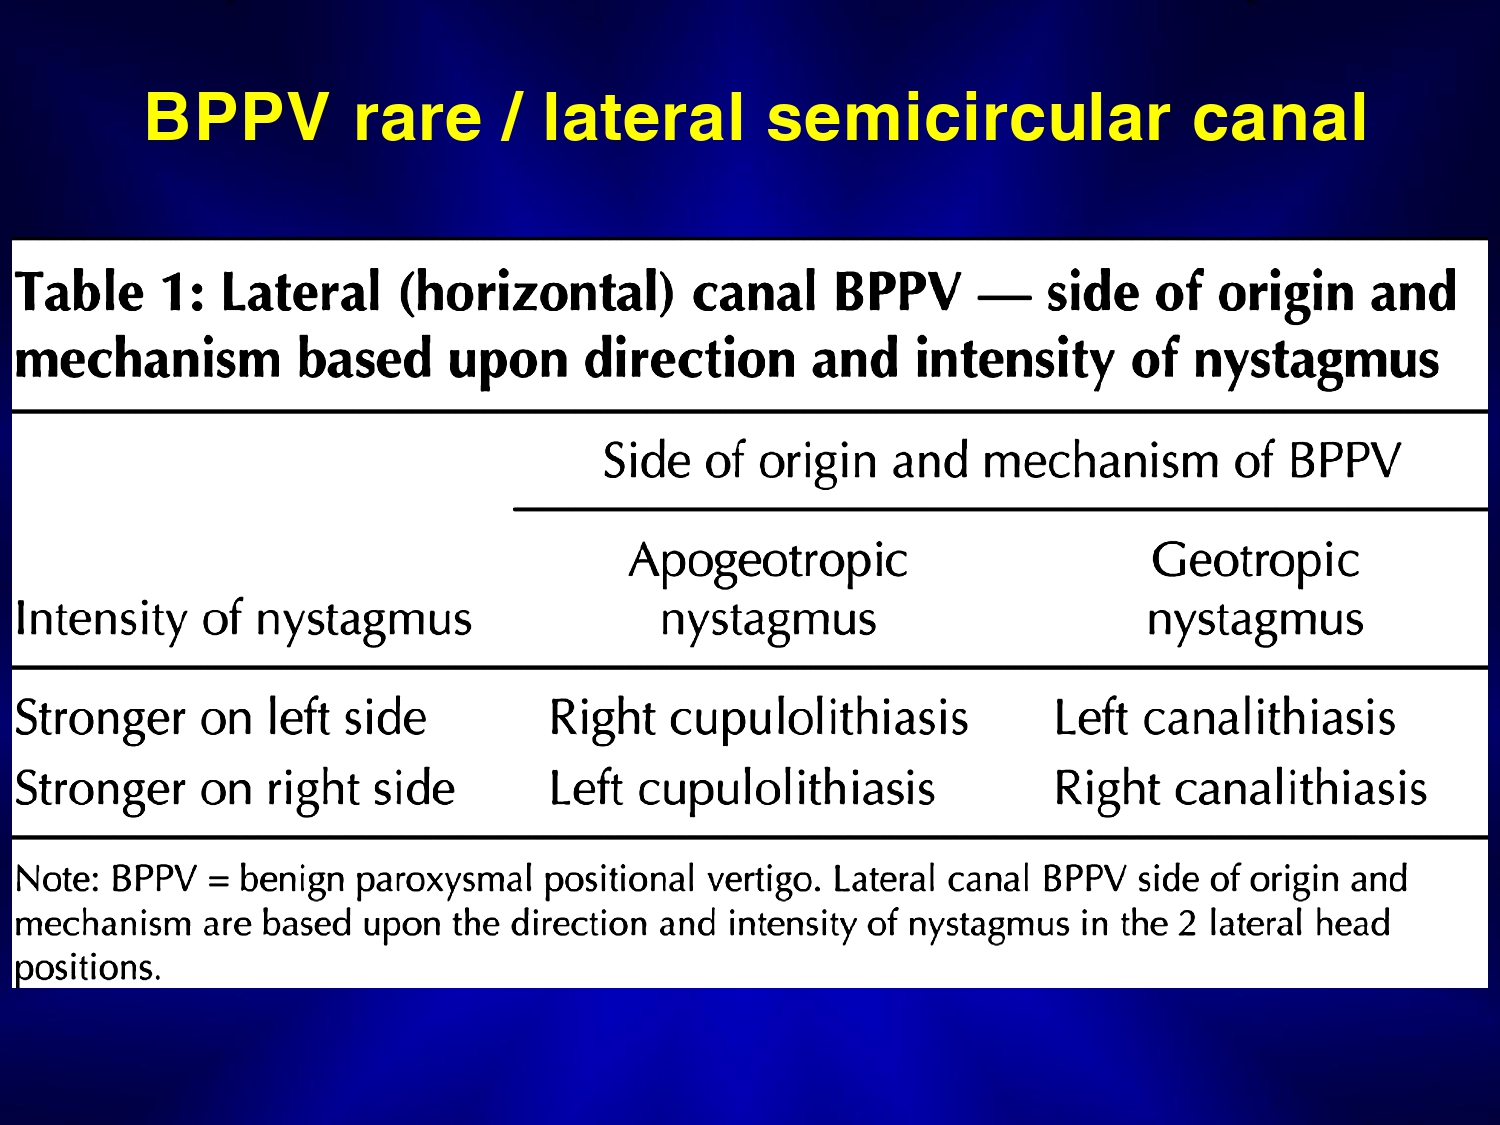 BPPV rare / lateral semicircular canal
Table 1: Lateral (horizontal) canal BPPV — side of origin and
mechanism based upon direction and intensity of nystagmus
Side of origin and mechanism of BPPV
Apogeotropic Geotropic
Intensity of nystagmus nystagmus nystagmus
Stronger on left side Right cupulolithiasis Left canalithiasis
Stronger on right side Left cupulolithiasis Right canalithiasis
Note: BPPV = benign paroxysmal positional vertigo. Lateral canal BPPV side of origin and
mechanism are based upon the direction and intensity of nystagmus in the 2 lateral head
positions.